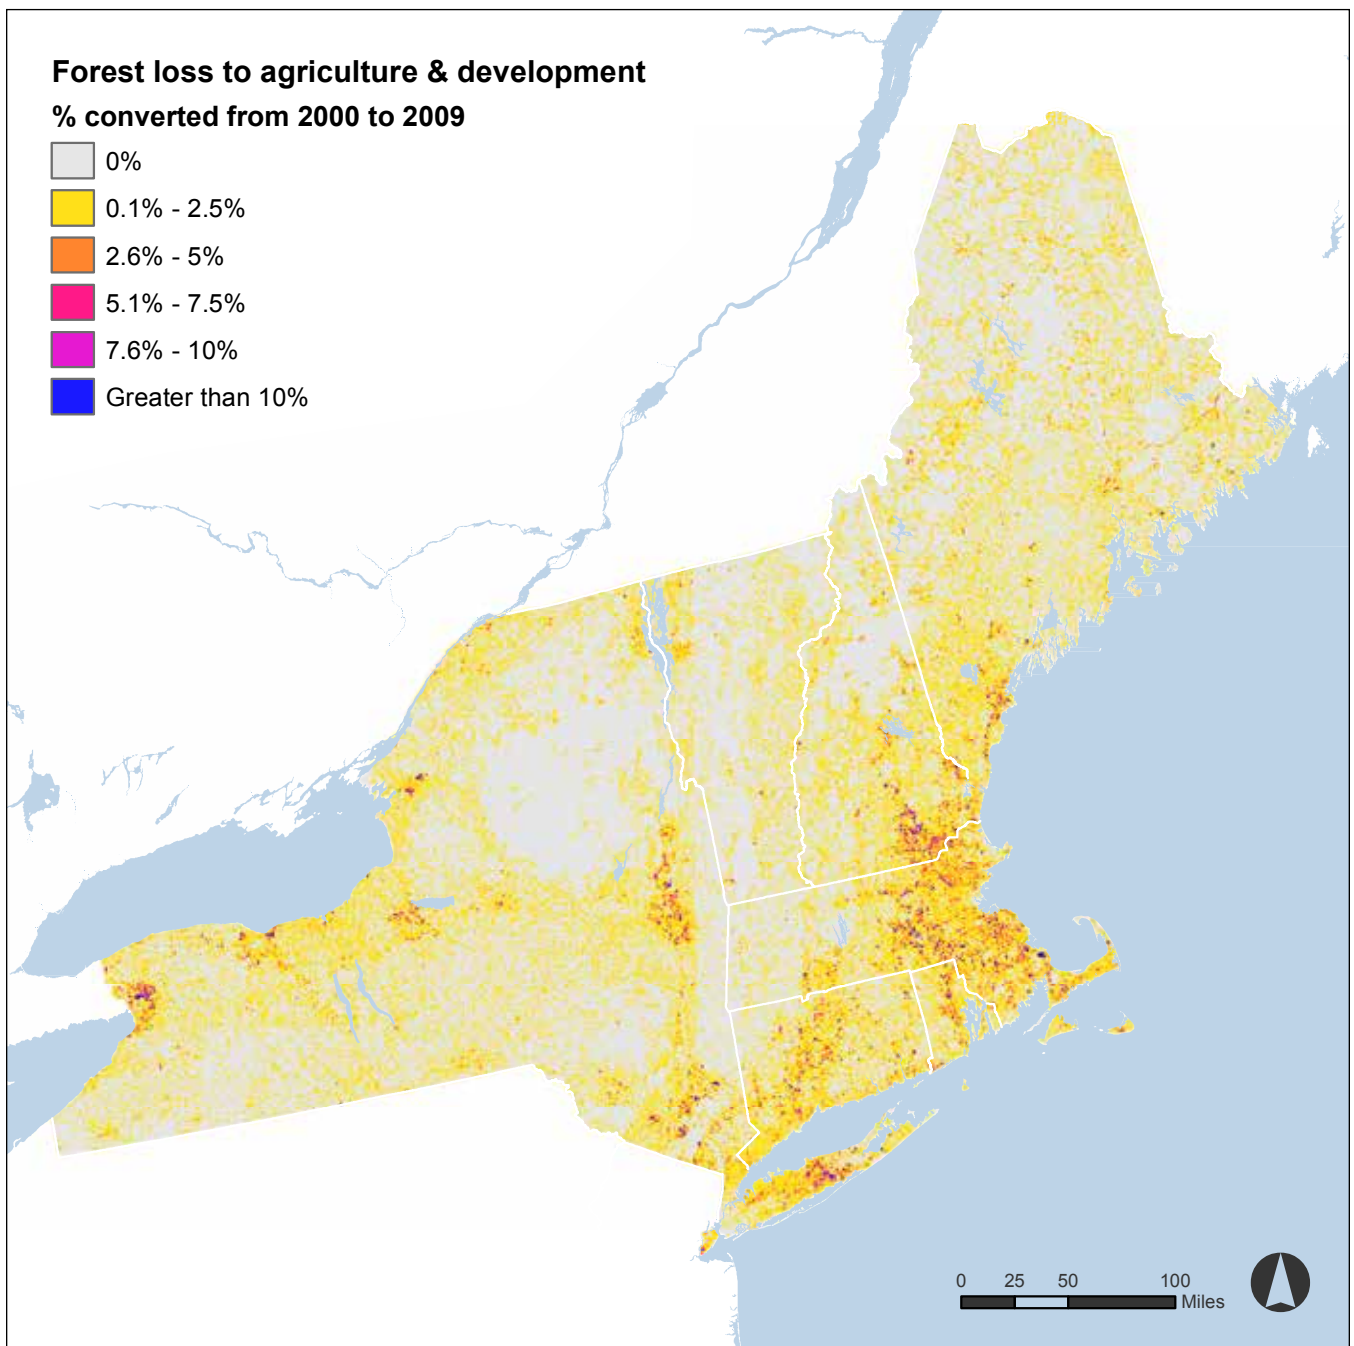 Forest loss to agriculture & development
% converted from 2000 to 2009
0%
0.1% - 2.5%
2.6% - 5%
5.1% - 7.5%
7.6% - 10%
Greater than 10%
0 25 50 100
Miles